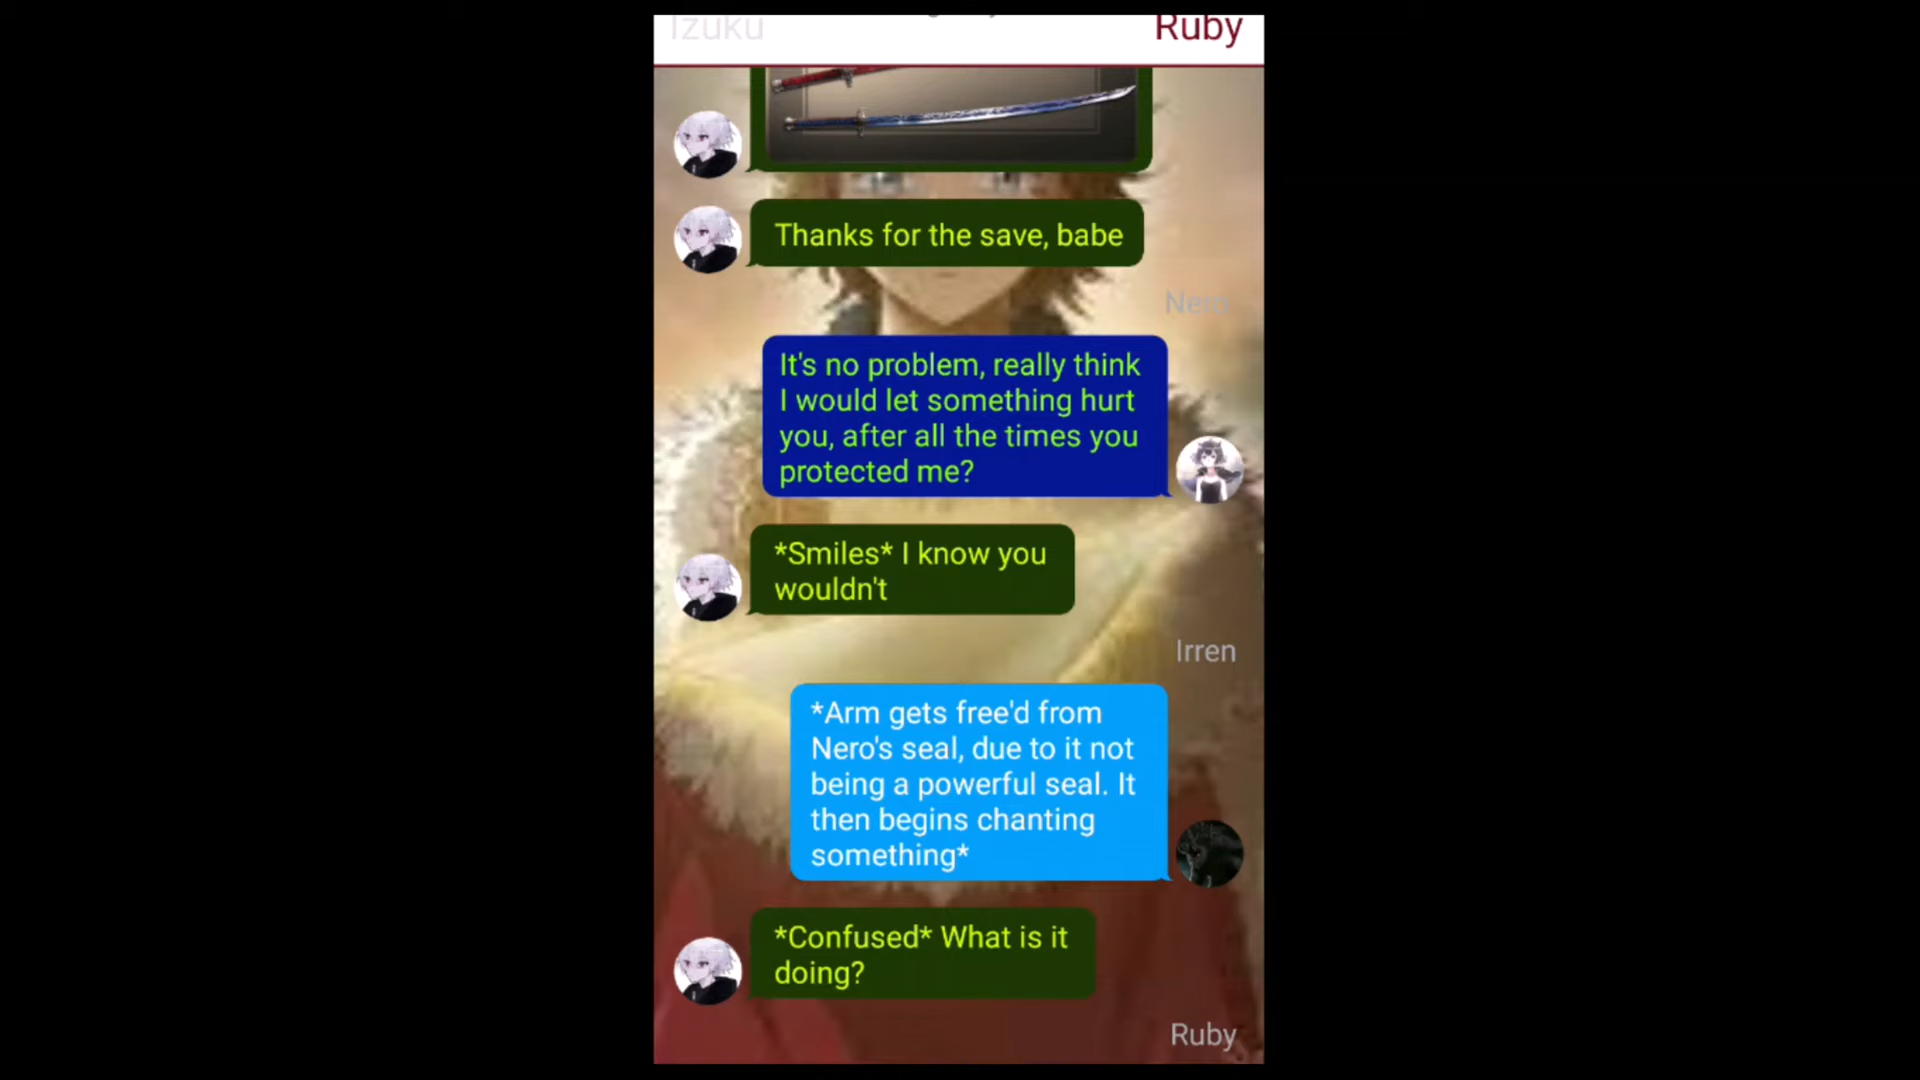 Izuku
Ruby
Thanks for the save, babe
Nero
It's no problem, really think
I would let something hurt
you, after all the times you
protected me?
*Smiles* I know you
wouldn't
Irren
*Arm gets free'd from
Nero's seal, due to it not
being a powerful seal. It
then begins chanting
something*
*Confused* What is it
doing?
Ruby